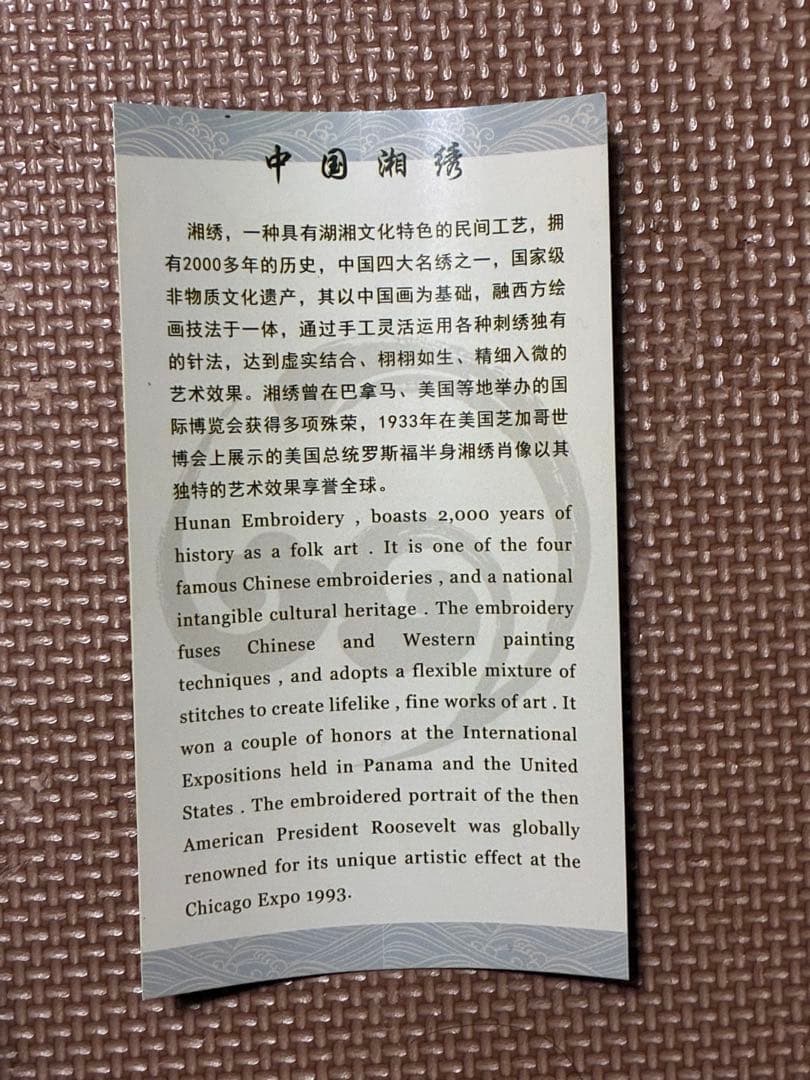 中国湘绣
湘绣，一种具有湖湘文化特色的民间工艺，拥
有2000多年的历史，中国四大名绣之一，国家级
非物质文化遗产，其以中国画为基础，融西方绘
画技法于一体，通过手工灵活运用各种刺绣独有
的针法，达到虚实结合、栩栩如生、精细入微的
艺术效果。湘绣曾在巴拿马、美国等地举办的国
际博览会获得多项殊荣，1933年在美国芝加哥世
博会上展示的美国总统罗斯福半身湘绣肖像以其
独特的艺术效果享誉全球。
Hunan Embroidery , boasts 2,000 years of
history as a folk art . It is one of the four
famous Chinese embroideries , and a national
intangible cultural heritage . The embroidery
fuses Chinese and Western painting
techniques , and adopts a flexible mixture of
stitches to create lifelike , fine works of art . It
won a couple of honors at the International
Expositions held in Panama and the United
States . The embroidered portrait of the then
American President Roosevelt was globally
renowned for its unique artistic effect at the
Chicago Expo 1993.